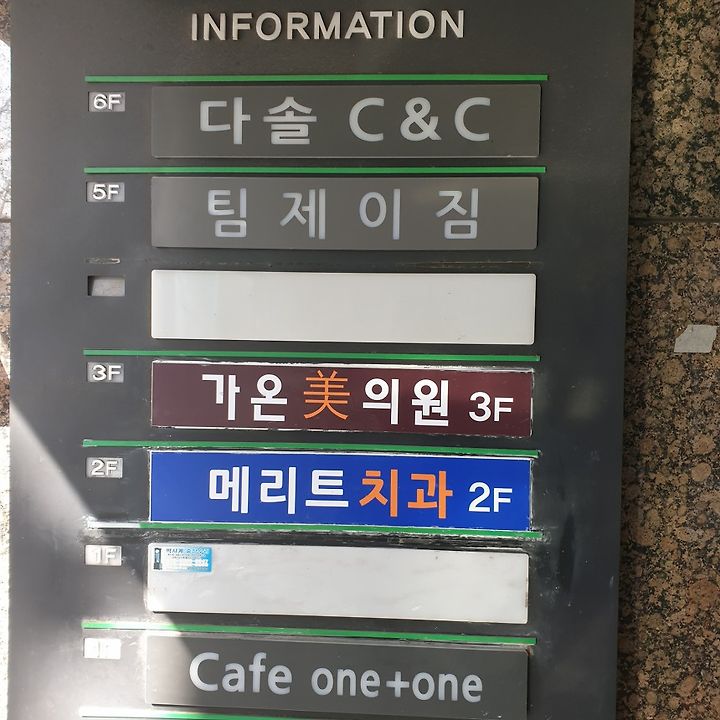 INFORMATION
6F 다솔 C&C
5F 팀제이짐
3F 가온美의원 3F
2F 메리트치과 2F
1F
Cafe one+one